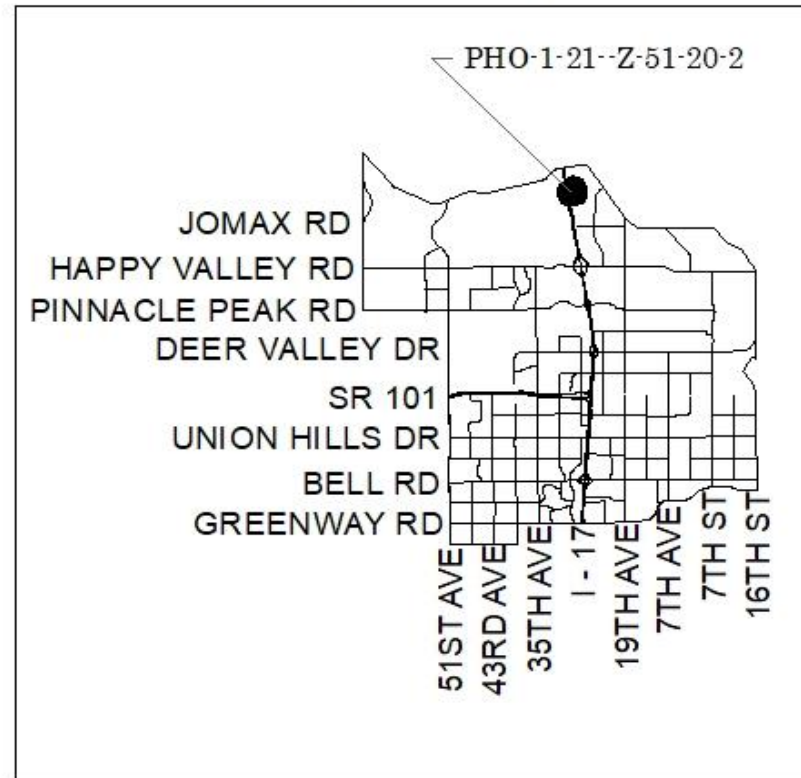 PHO-1-21--Z-51-20-2
JOMAX RD
HAPPY VALLEY RD
PINNACLE PEAK RD
DEER VALLEY DR
SR 101
UNION HILLS DR
BELL RD
GREENWAY RD
51ST AVE
43RD AVE
35TH AVE
I - 17
19TH AVE
7TH AVE
7TH ST
16TH ST